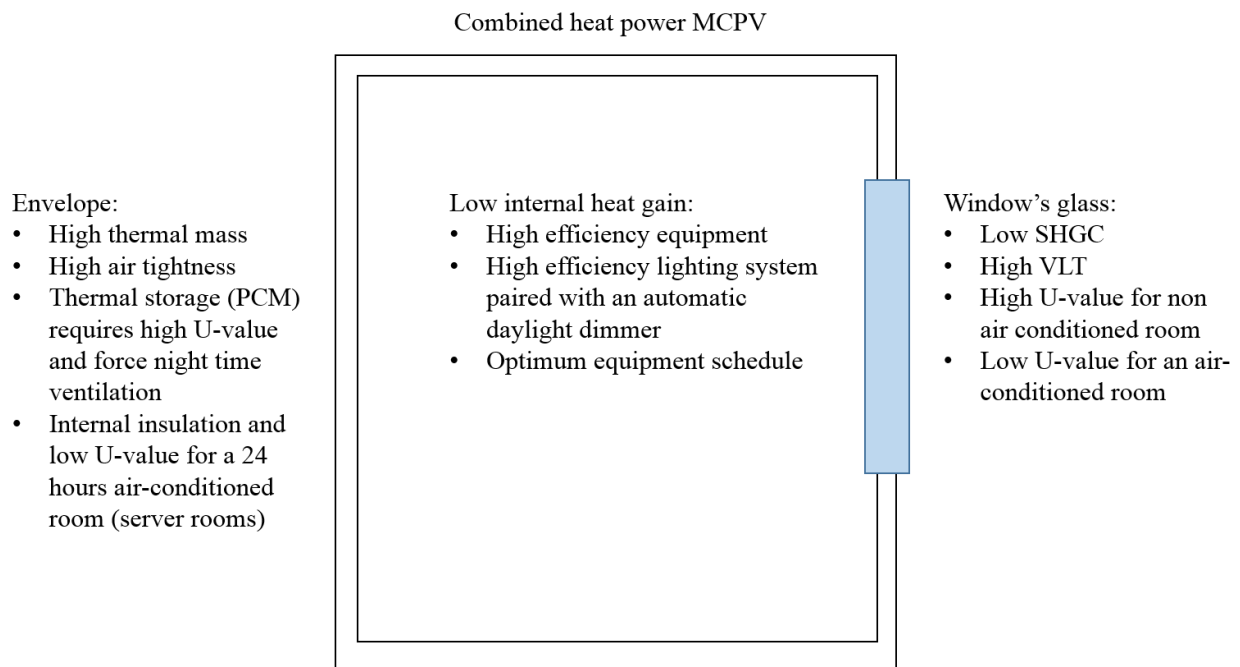 Combined heat power MCPV
Envelope:
• High thermal mass
• High air tightness
• Thermal storage (PCM)
requires high U-value
and force night time
ventilation
• Internal insulation and
low U-value for a 24
hours air-conditioned
room (server rooms)
Low internal heat gain:
• High efficiency equipment
• High efficiency lighting system
paired with an automatic
daylight dimmer
• Optimum equipment schedule
Window’s glass:
• Low SHGC
• High VLT
• High U-value for non
air conditioned room
• Low U-value for an air-
conditioned room